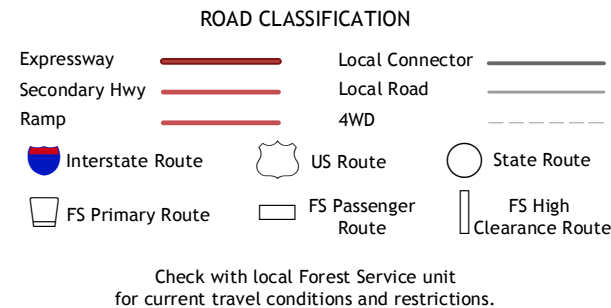 ROAD CLASSIFICATION
Expressway
Local Connector
Secondary Hwy
Local Road
Ramp
4WD
Interstate Route
US Route
State Route
FS Primary Route
FS Passenger
Route
FS High
Clearance Route
Check with local Forest Service unit
for current travel conditions and restrictions.